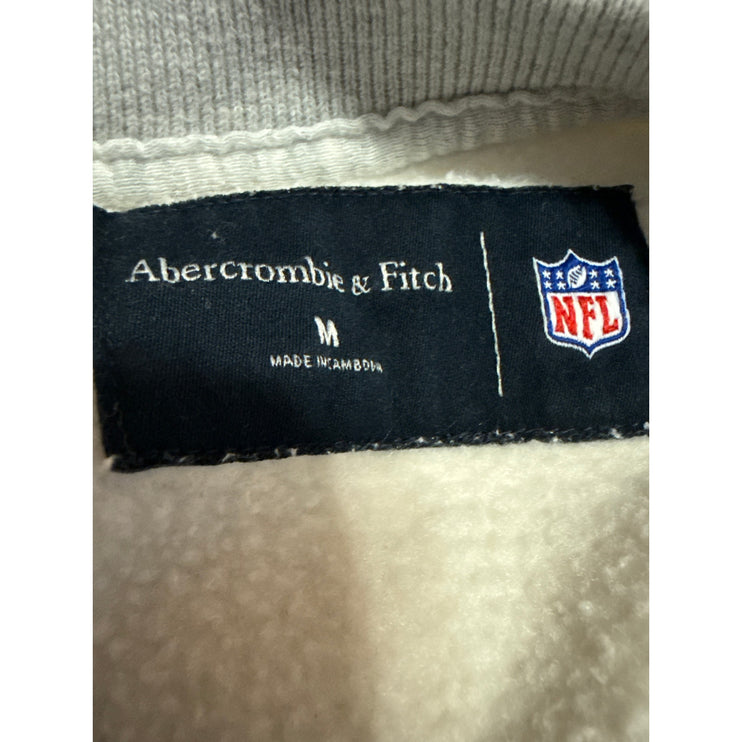 Abercrombie & Fitch
M
MADE IN CAMBODIA
NFL